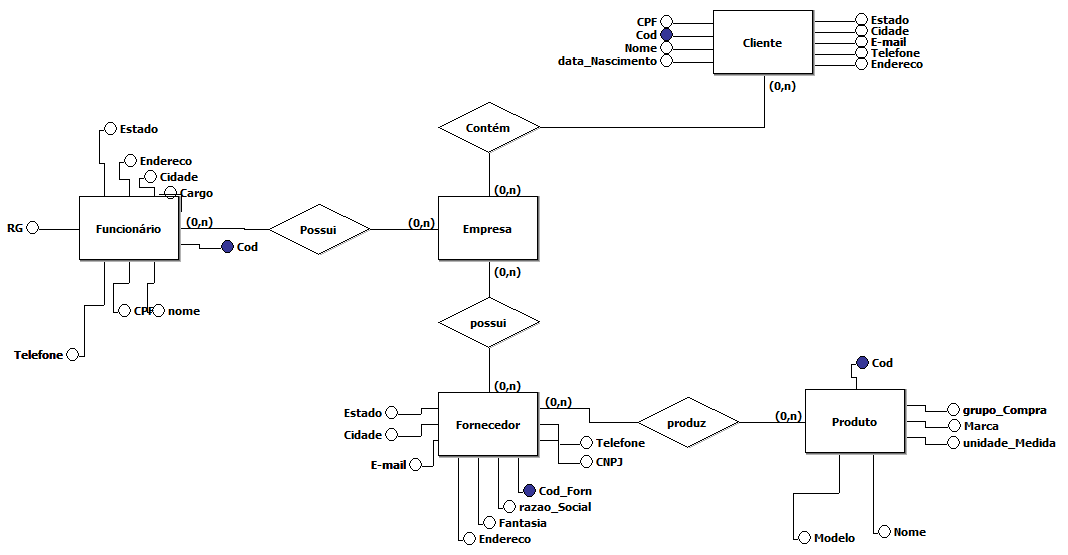 CPF
Cod
Nome
data_Nascimento
Cliente
Estado
Cidade
E-mail
Telefone
Endereco
(0,n)
Contém
(0,n)
Estado
Endereco
Cidade
Cargo
RG
Funcionário
(0,n)
Possui
(0,n)
Empresa
Cod
CPF
nome
Telefone
(0,n)
possui
(0,n)
Estado
Cidade
E-mail
Fornecedor
(0,n)
produz
(0,n)
Produto
Cod
grupo_Compra
Marca
unidade_Medida
Telefone
CNPJ
Cod_Forn
razao_Social
Fantasia
Endereco
Modelo
Nome